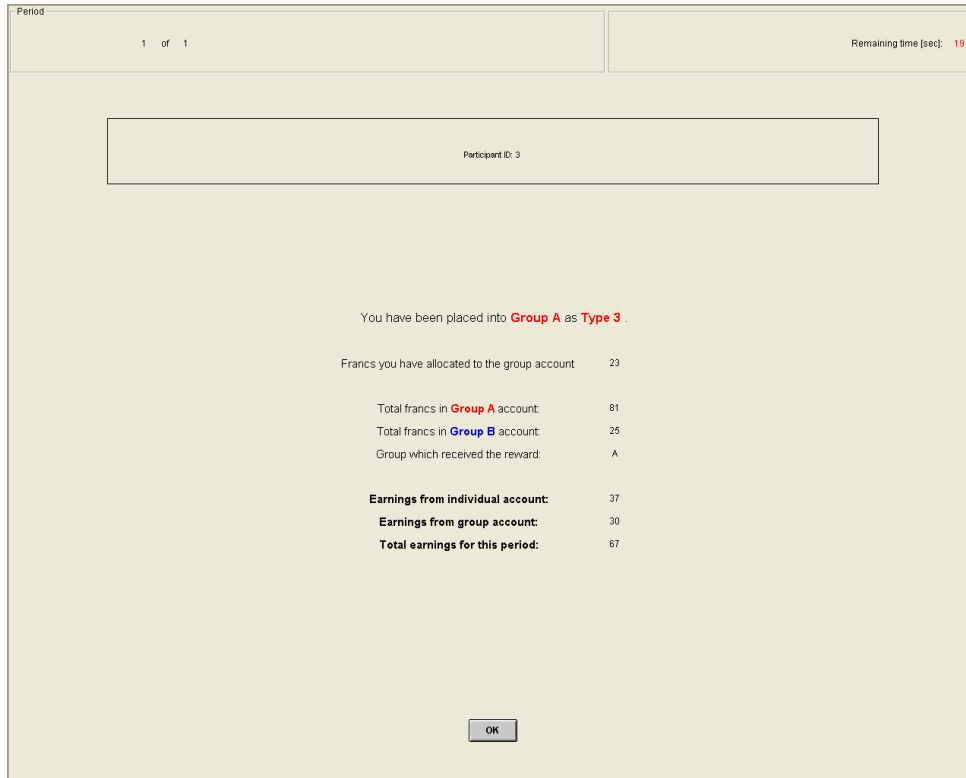 Period
1 of 1
Remaining time [sec]: 19
Participant ID: 3
You have been placed into Group A as Type 3 .
Francs you have allocated to the group account 23
Total francs in Group A account: 81
Total francs in Group B account: 25
Group which received the reward: A
Earnings from individual account: 37
Earnings from group account: 30
Total earnings for this period: 67
OK